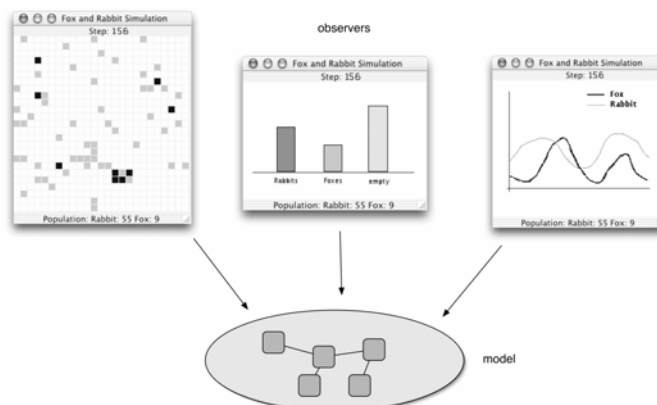 observers
Fox and Rabbit Simulation
Step: 156
Population: Rabbit: 55 Fox: 9
Fox and Rabbit Simulation
Step: 156
Rabbits Foxes empty
Population: Rabbit: 55 Fox: 9
Fox and Rabbit Simulation
Step: 156
Fox
Rabbit
Population: Rabbit: 55 Fox: 9
model